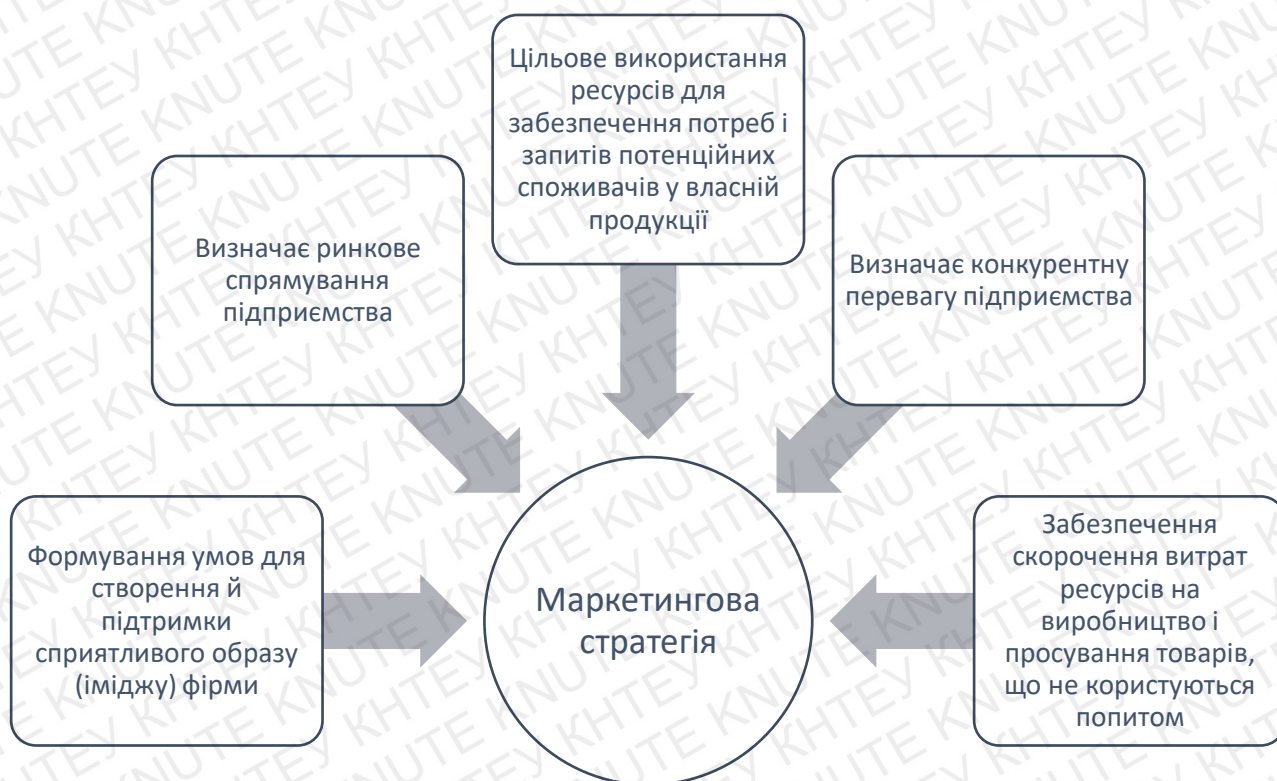 Цільове використання
ресурсів для
забезпечення потреб і
запитів потенційних
споживачів у власній
продукції
Визначає ринкове
спрямування
підприємства
Визначає конкурентну
перевагу підприємства
Формування умов для
створення й
підтримки
сприятливого образу
(іміджу) фірми
Маркетингова
стратегія
Забезпечення
скорочення витрат
ресурсів на
виробництво і
просування товарів,
що не користуються
попитом
KNUTE КНТЕУ